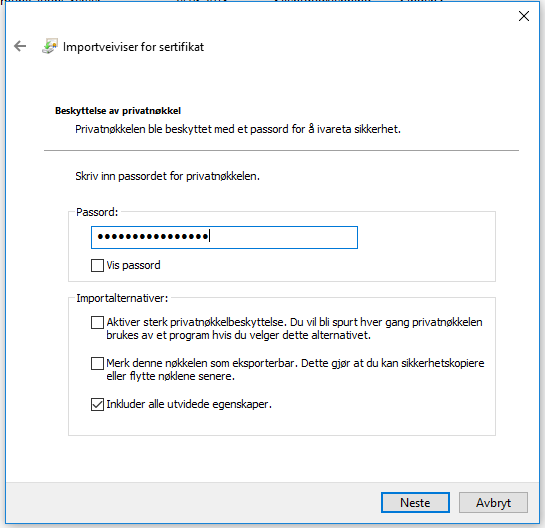 Importveiviser for sertifikat
Beskyttelse av privatnøkkel
Privatnøkkelen ble beskyttet med et passord for å ivareta sikkerhet.
Skriv inn passordet for privatnøkkelen.
Passord:
●●●●●●●●●●●●●●●●
Vis passord
Importalternativer:
Aktiver sterk privatnøkkelbeskyttelse. Du vil bli spurt hver gang privatnøkkelen
brukes av et program hvis du velger dette alternativet.
Merk denne nøkkelen som eksporterbar. Dette gjør at du kan sikkerhetskopiere
eller flytte nøklene senere.
Inkluder alle utvidede egenskaper.
Neste
Avbryt